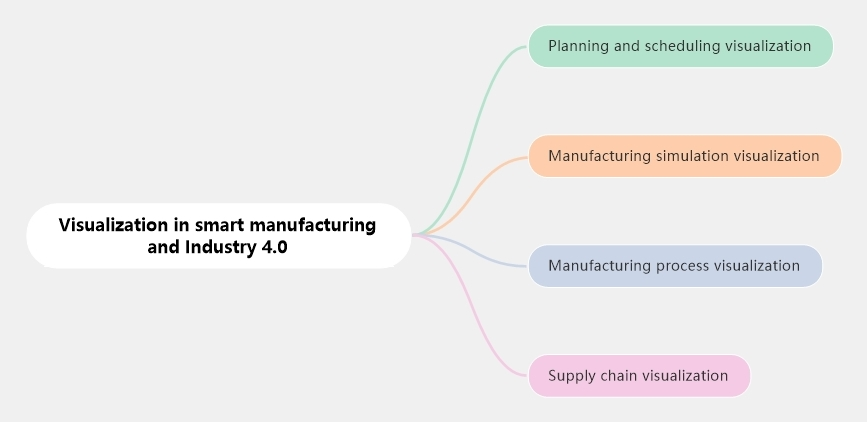 Planning and scheduling visualization
Manufacturing simulation visualization
Visualization in smart manufacturing
and Industry 4.0
Manufacturing process visualization
Supply chain visualization